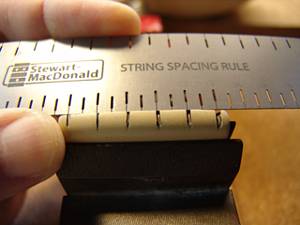 Stewart-
MacDonald
STRING SPACING RULE